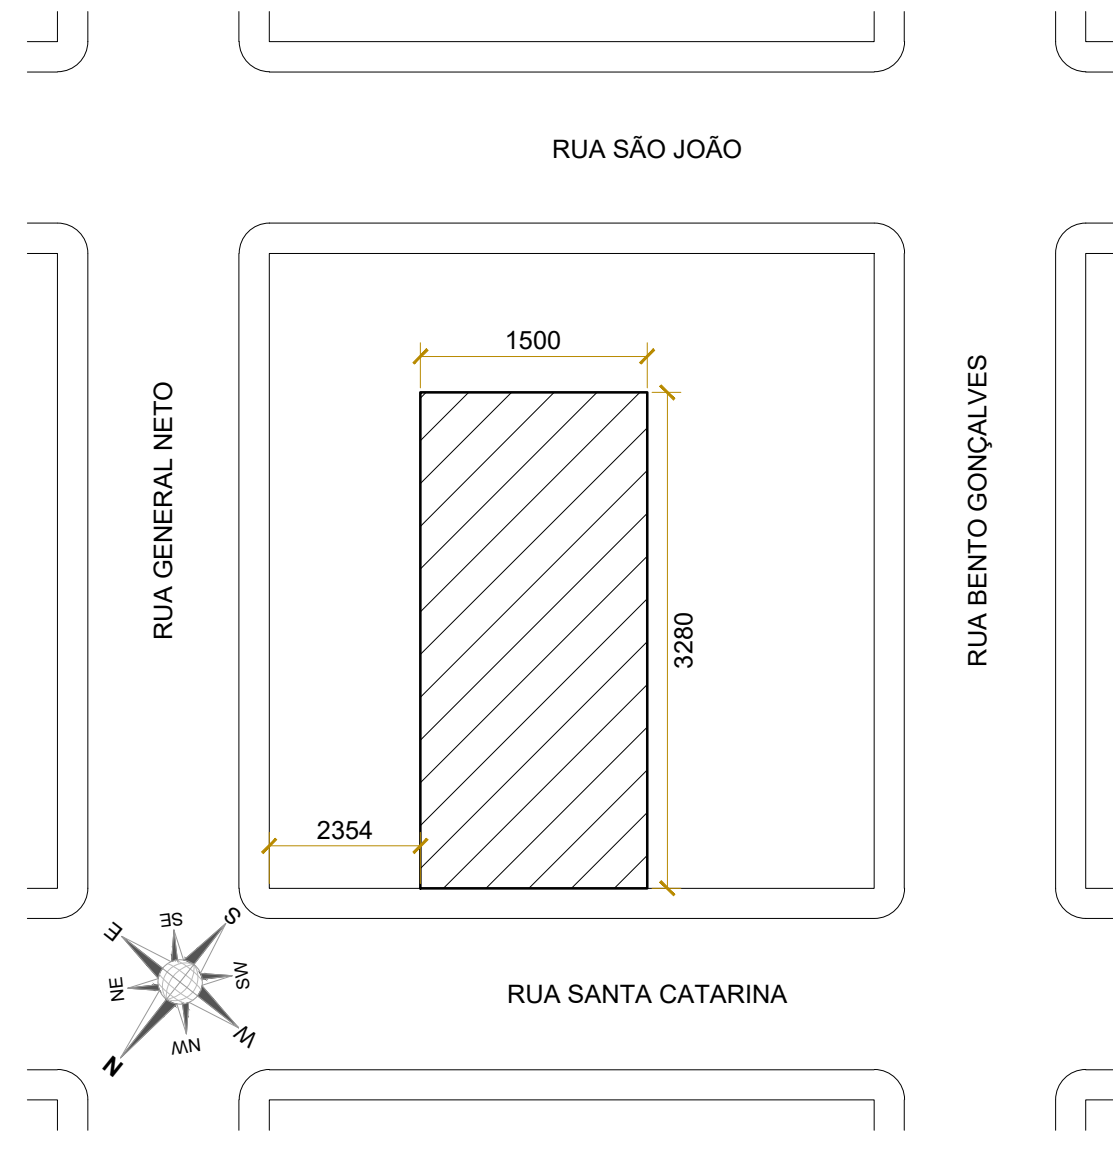 RUA SÃO JOÃO
1500
RUA GENERAL NETO
RUA BENTO GONÇALVES
3280
2354
S
SE
E
SW
NE
RUA SANTA CATARINA
W
NW
N